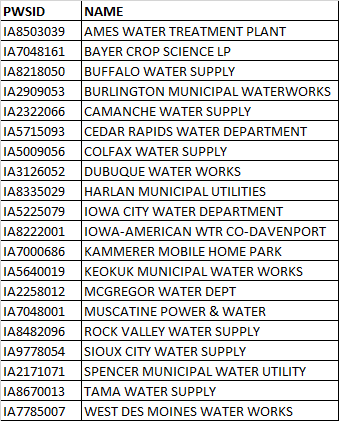 PWSID NAME
IA8503039 AMES WATER TREATMENT PLANT
IA7048161 BAYER CROP SCIENCE LP
IA8218050 BUFFALO WATER SUPPLY
IA2909053 BURLINGTON MUNICIPAL WATERWORKS
IA2322066 CAMANCHE WATER SUPPLY
IA5715093 CEDAR RAPIDS WATER DEPARTMENT
IA5009056 COLFAX WATER SUPPLY
IA3126052 DUBUQUE WATER WORKS
IA8335029 HARLAN MUNICIPAL UTILITIES
IA5225079 IOWA CITY WATER DEPARTMENT
IA8222001 IOWA-AMERICAN WTR CO-DAVENPORT
IA7000686 KAMMERER MOBILE HOME PARK
IA5640019 KEOKUK MUNICIPAL WATER WORKS
IA2258012 MCGREGOR WATER DEPT
IA7048001 MUSCATINE POWER & WATER
IA8482096 ROCK VALLEY WATER SUPPLY
IA9778054 SIOUX CITY WATER SUPPLY
IA2171071 SPENCER MUNICIPAL WATER UTILITY
IA8670013 TAMA WATER SUPPLY
IA7785007 WEST DES MOINES WATER WORKS